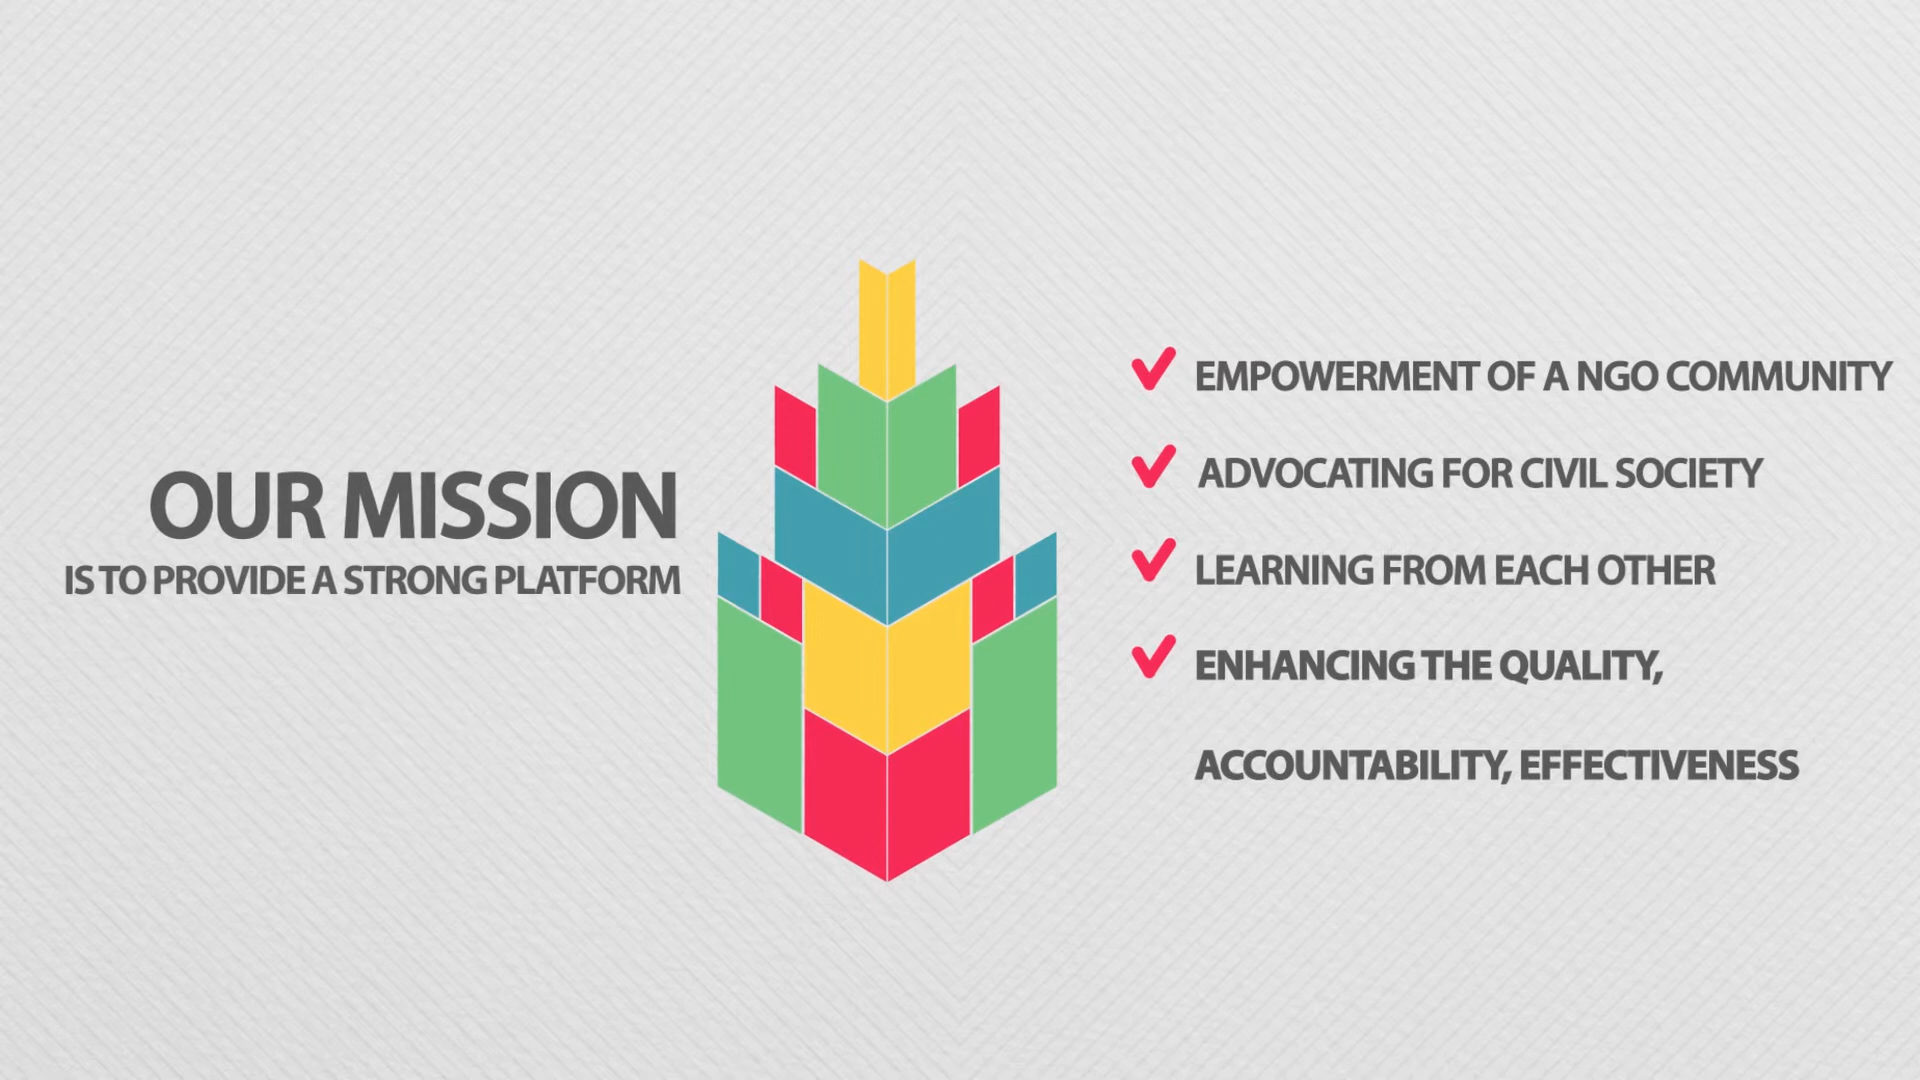 OUR MISSION
IS TO PROVIDE A STRONG PLATFORM
EMPOWERMENT OF A NGO COMMUNITY
ADVOCATING FOR CIVIL SOCIETY
LEARNING FROM EACH OTHER
ENHANCING THE QUALITY,
ACCOUNTABILITY, EFFECTIVENESS